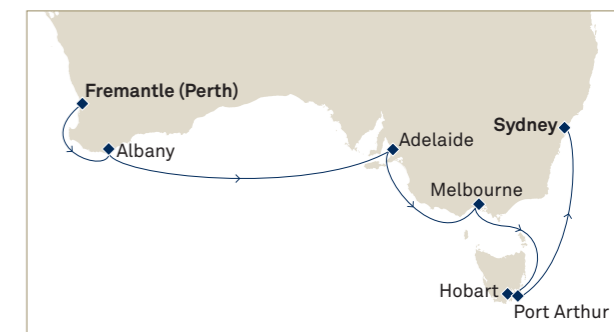 Fremantle (Perth)
Albany
Adelaide
Sydney
Melbourne
Hobart
Port Arthur